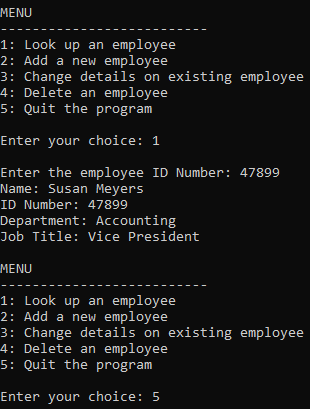 MENU
--------------------------
1: Look up an employee
2: Add a new employee
3: Change details on existing employee
4: Delete an employee
5: Quit the program
Enter your choice: 1
Enter the employee ID Number: 47899
Name: Susan Meyers
ID Number: 47899
Department: Accounting
Job Title: Vice President
MENU
--------------------------
1: Look up an employee
2: Add a new employee
3: Change details on existing employee
4: Delete an employee
5: Quit the program
Enter your choice: 5